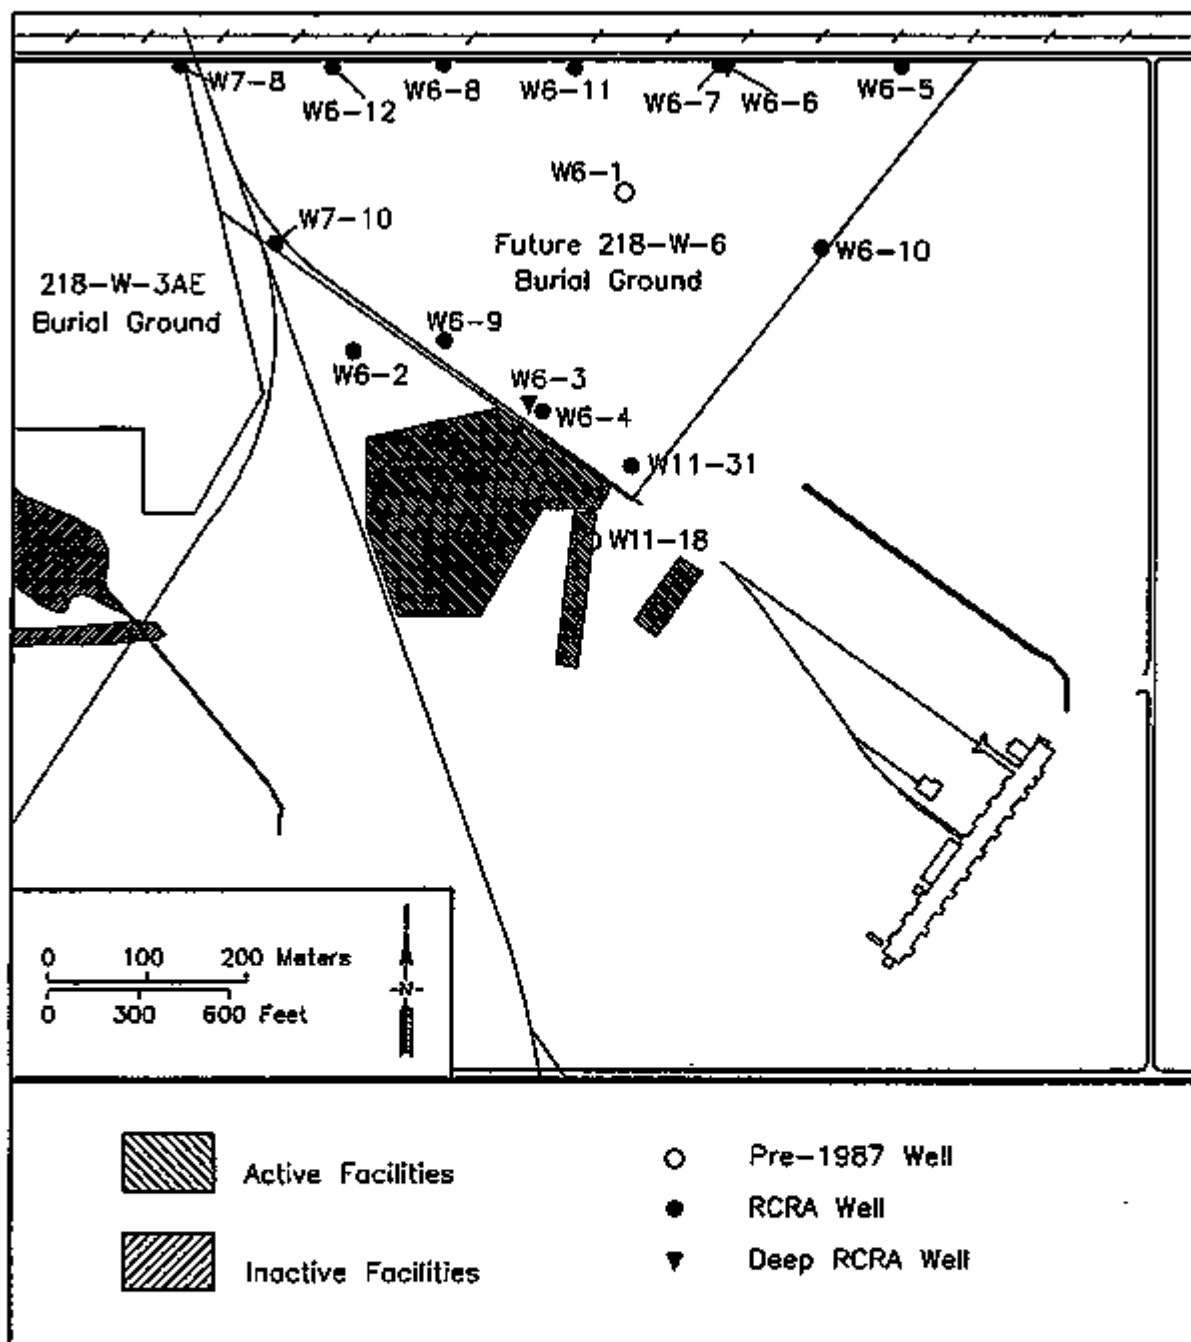 W7-8
W6-12
W6-8
W6-11
W6-7
W6-6
W6-5
W6-1
W7-10
Future 218-W-6
Burial Ground
W6-10
218-W-3AE
Burial Ground
W6-9
W6-2
W6-3
W6-4
W11-31
W11-18
0 100 200 Meters
0 300 600 Feet
-N-
Active Facilities
Inactive Facilities
Pre-1987 Well
RCRA Well
Deep RCRA Well